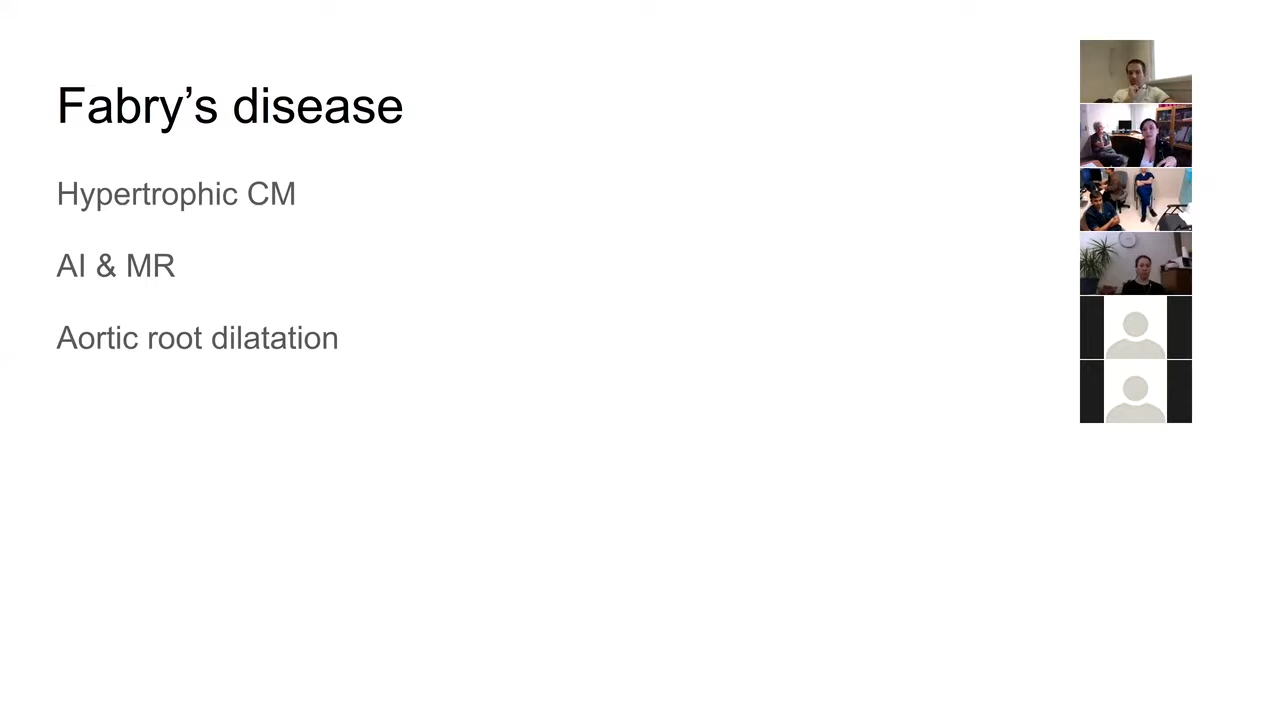 Fabry’s disease
Hypertrophic CM
AI & MR
Aortic root dilatation